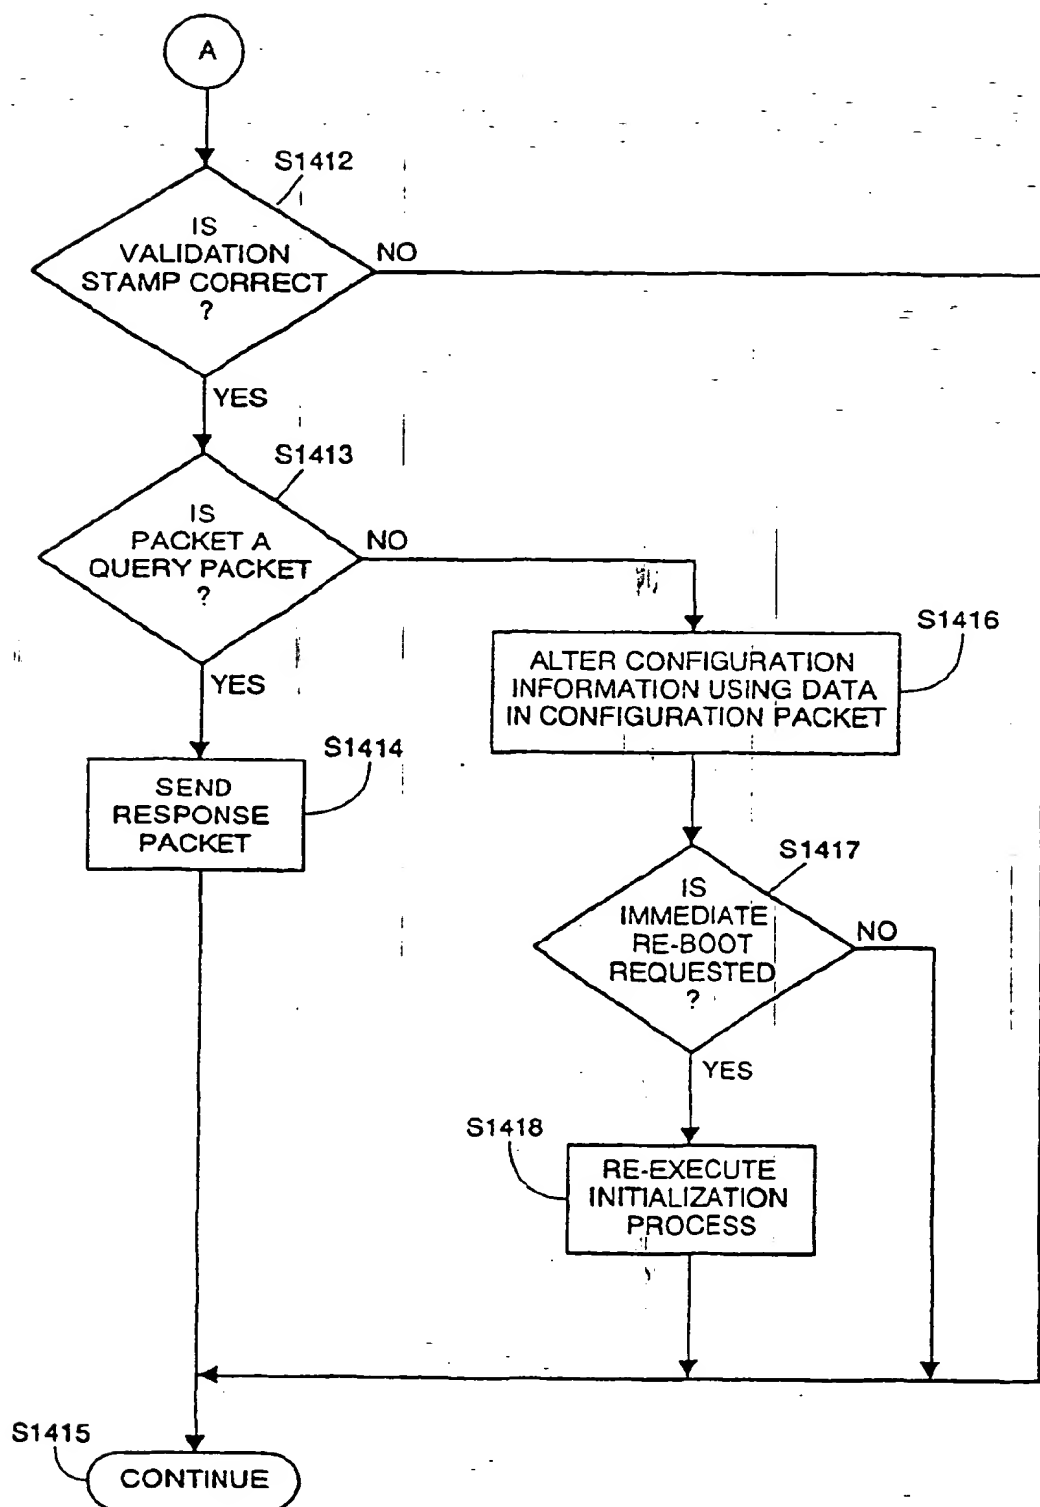 A
S1412
IS
VALIDATION
STAMP CORRECT
?
NO
YES
S1413
IS
PACKET A
QUERY PACKET
?
NO
YES
S1416
ALTER CONFIGURATION
INFORMATION USING DATA
IN CONFIGURATION PACKET
S1414
SEND
RESPONSE
PACKET
S1417
IS
IMMEDIATE
RE-BOOT
REQUESTED
?
NO
YES
S1418
RE-EXECUTE
INITIALIZATION
PROCESS
S1415
CONTINUE